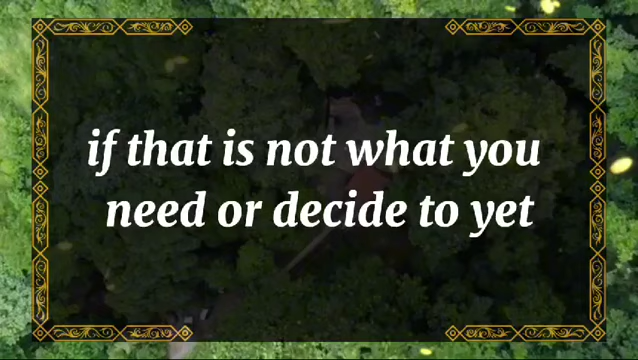 if that is not what you
need or decide to yet